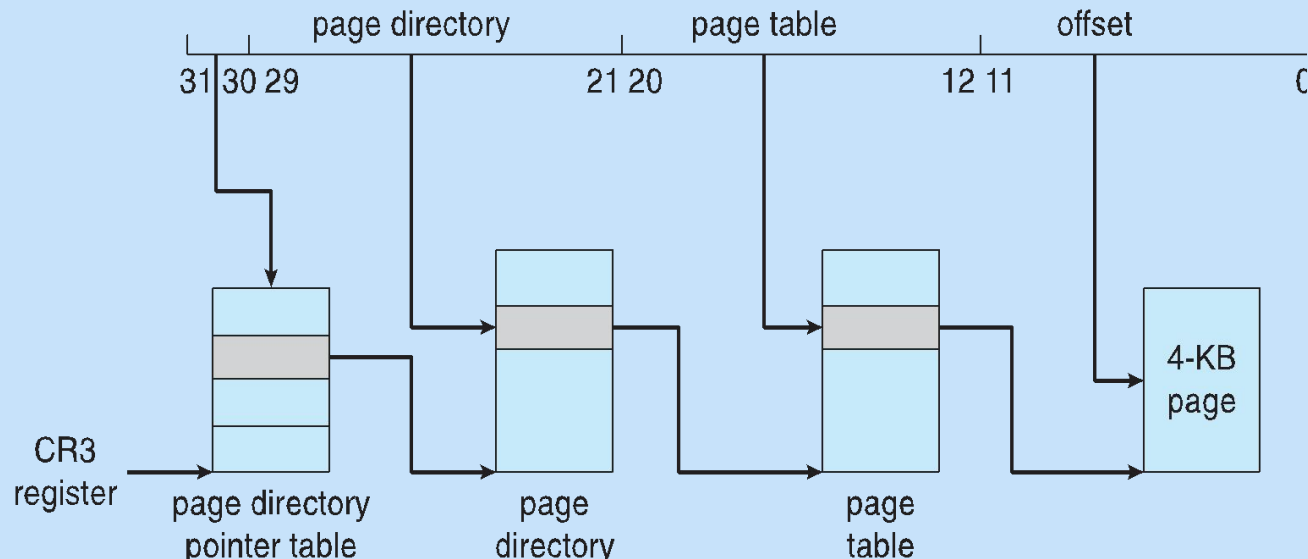 page directory page table offset
31 30 29 21 20 12 11 0
4-KB
page
CR3
register
page directory
pointer table
page
directory
page
table